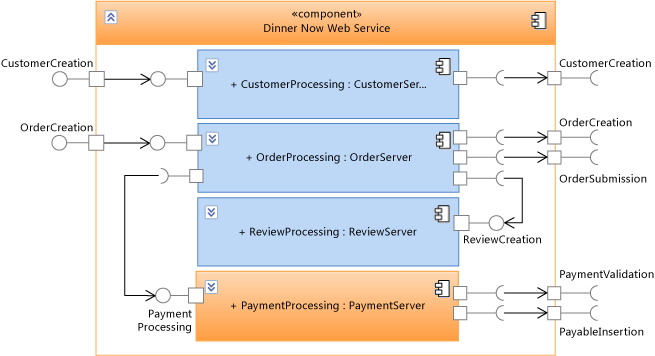 «component»
Dinner Now Web Service
CustomerCreation
CustomerCreation
+ CustomerProcessing : CustomerSer...
OrderCreation
OrderCreation
+ OrderProcessing : OrderServer
OrderSubmission
+ ReviewProcessing : ReviewServer
ReviewCreation
PaymentValidation
+ PaymentProcessing : PaymentServer
Payment
Processing
PayableInsertion